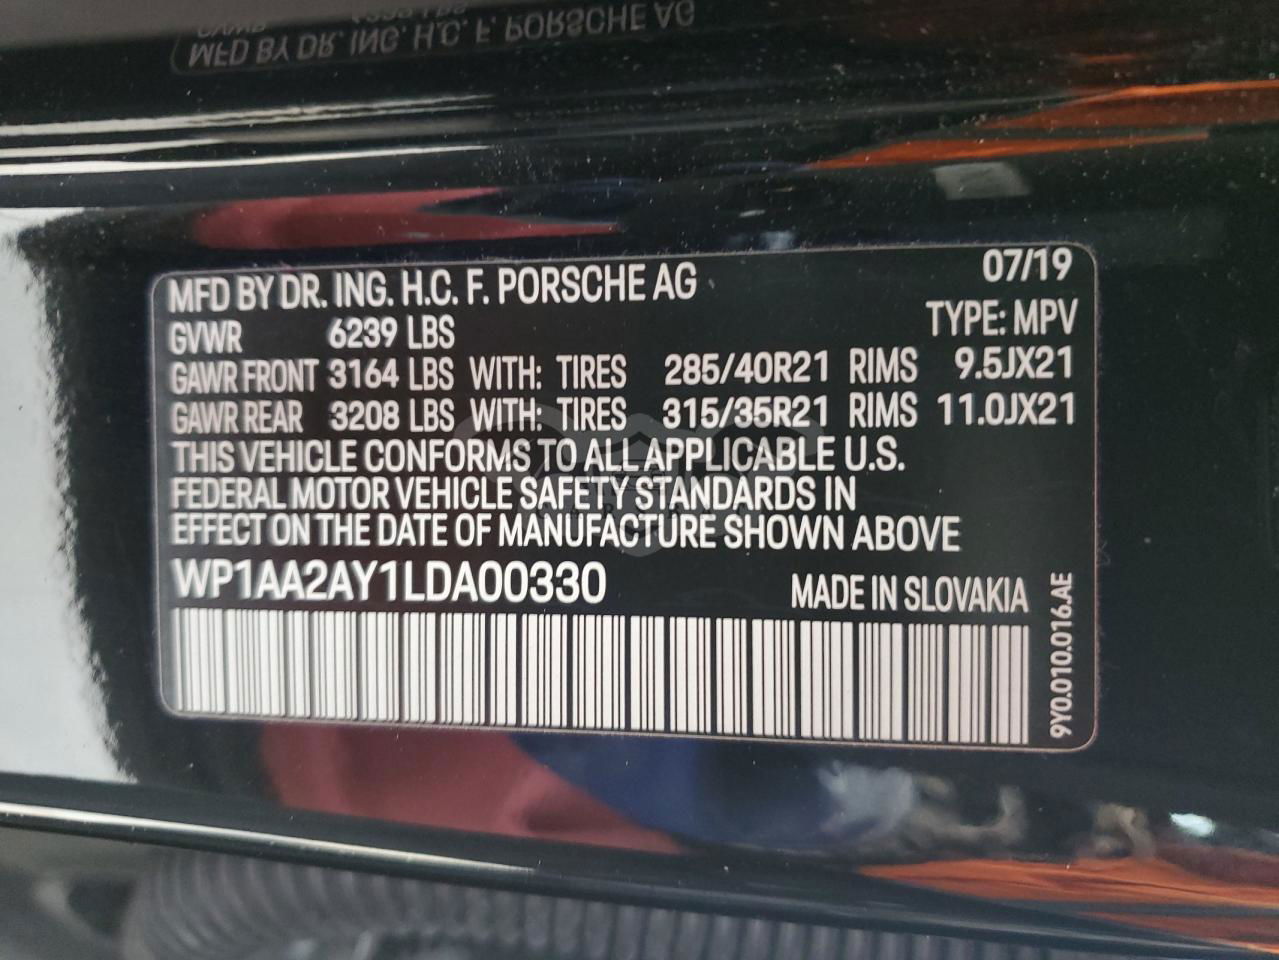 MFD BY DR. ING. H.C. F. PORSCHE AG
MFD BY DR. ING. H.C. F. PORSCHE AG 07/19
GVWR 6239 LBS TYPE: MPV
GAWR FRONT 3164 LBS WITH: TIRES 285/40R21 RIMS 9.5JX21
GAWR REAR 3208 LBS WITH: TIRES 315/35R21 RIMS 11.0JX21
THIS VEHICLE CONFORMS TO ALL APPLICABLE U.S.
FEDERAL MOTOR VEHICLE SAFETY STANDARDS IN
EFFECT ON THE DATE OF MANUFACTURE SHOWN ABOVE
WP1AA2AY1LDA00330 MADE IN SLOVAKIA
9Y0.010.016.AE